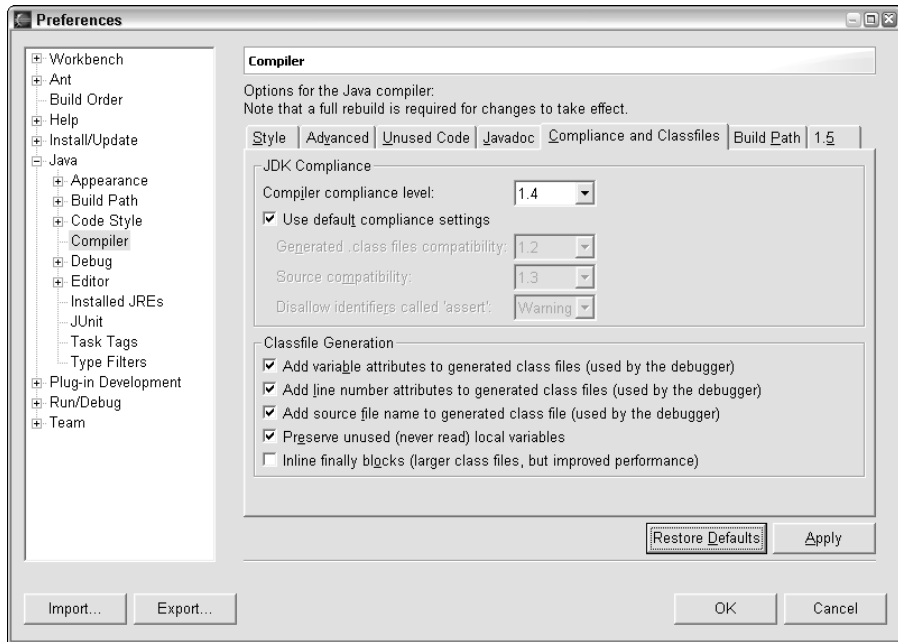 Preferences
Workbench
Ant
Build Order
Help
Install/Update
Java
Appearance
Build Path
Code Style
Compiler
Debug
Editor
Installed JREs
JUnit
Task Tags
Type Filters
Plug-in Development
Run/Debug
Team
Compiler
Options for the Java compiler:
Note that a full rebuild is required for changes to take effect.
Style Advanced Unused Code Javadoc Compliance and Classfiles Build Path 1.5
JDK Compliance
Compiler compliance level: 1.4
Use default compliance settings
Generated .class files compatibility: 1.2
Source compatibility: 1.3
Disallow identifiers called 'assert': Warning
Classfile Generation
Add variable attributes to generated class files (used by the debugger)
Add line number attributes to generated class files (used by the debugger)
Add source file name to generated class file (used by the debugger)
Preserve unused (never read) local variables
Inline finally blocks (larger class files, but improved performance)
Restore Defaults Apply
Import... Export... OK Cancel